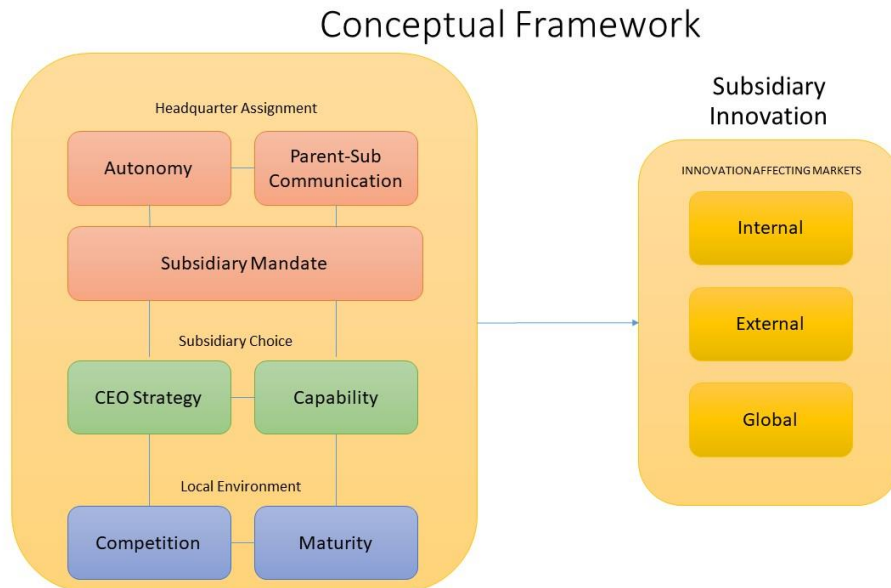 Conceptual Framework
Headquarter Assignment
Autonomy
Parent-Sub
Communication
Subsidiary Mandate
Subsidiary Choice
CEO Strategy
Capability
Local Environment
Competition
Maturity
Subsidiary
Innovation
INNOVATION AFFECTING MARKETS
Internal
External
Global